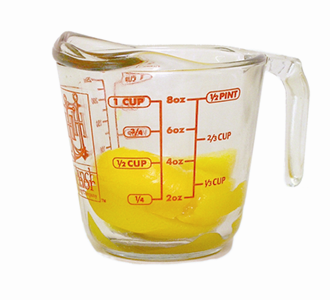 1 CUP 8oz ½ PINT
3/4 6oz
2/3 CUP
½ CUP 4oz
⅓ CUP
1/4 2oz